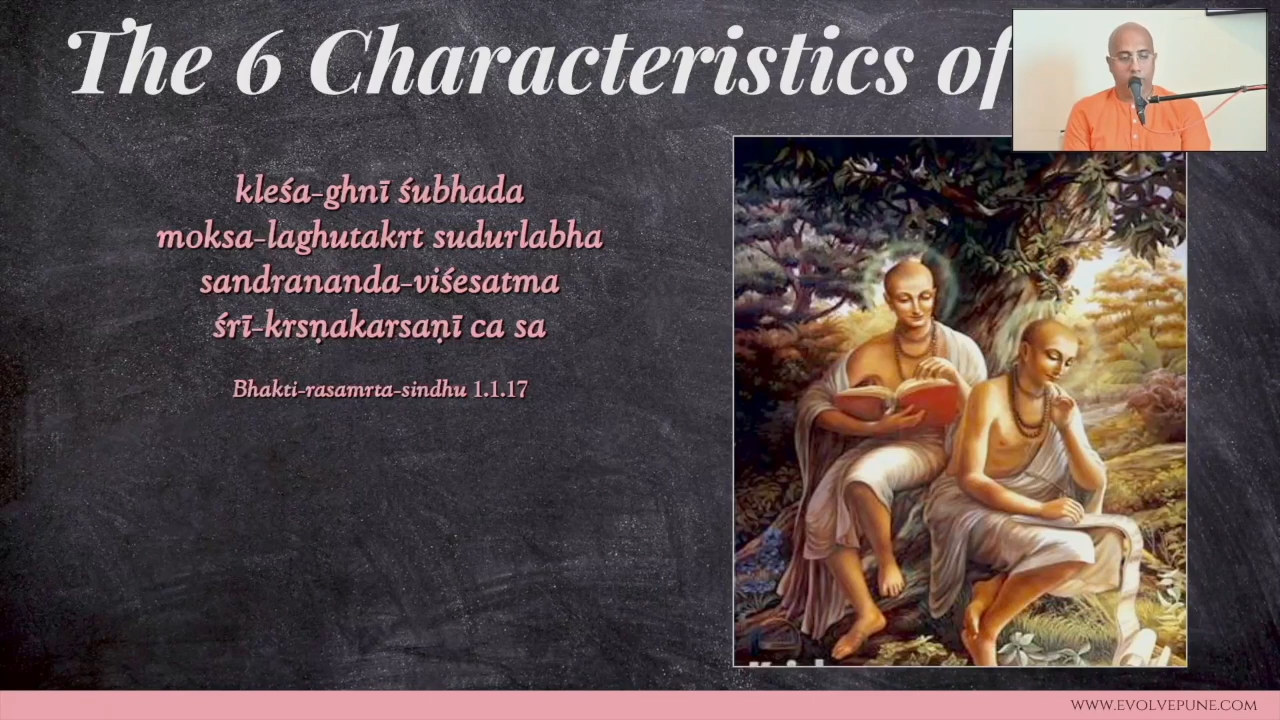 The 6 Characteristics of
kleśa-ghnī śubhada
moksa-laghutakrt sudurlabha
sandrananda-viśesatma
śrī-krsṇakarsaṇī ca sa
Bhakti-rasamrta-sindhu 1.1.17
WWW.EVOLVEPUNE.COM